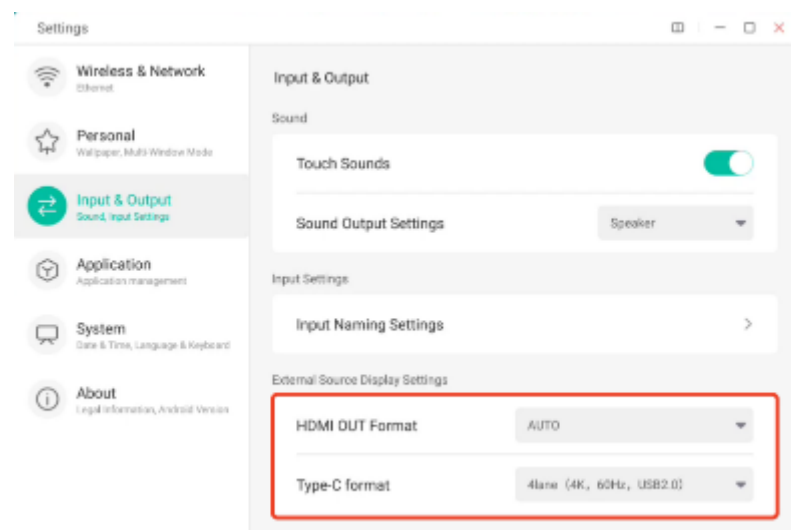 Settings
Wireless & Network
Ethernet
Personal
Wallpaper, Multi-Window Mode
Input & Output
Sound, Input Settings
Application
Application management
System
Date & Time, Language & Keyboard
About
Legal Information, Android Version
Input & Output
Sound
Touch Sounds
Sound Output Settings
Speaker
Input Settings
Input Naming Settings
External Source Display Settings
HDMI OUT Format
AUTO
Type-C format
4lane (4K, 60Hz, USB2.0)